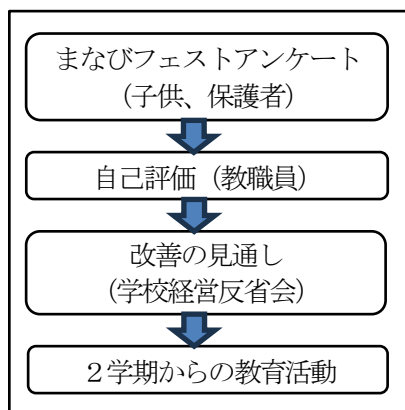 まなびフェストアンケート
（子供、保護者）
自己評価（教職員）
改善の見通し
（学校経営反省会）
２学期からの教育活動